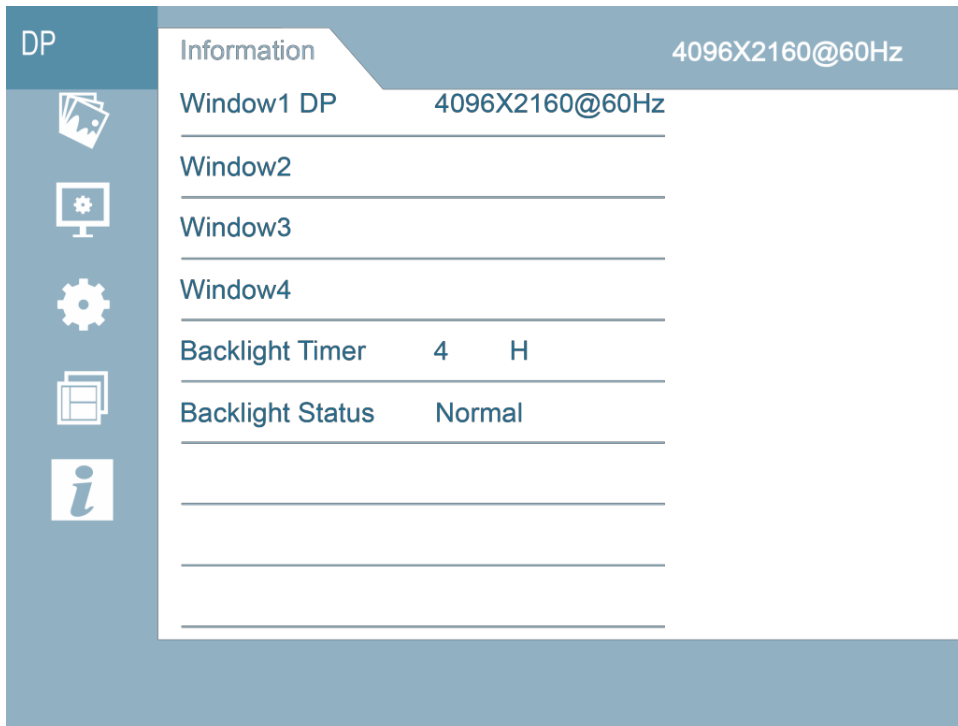 DP
Information 4096X2160@60Hz
Window1 DP 4096X2160@60Hz
Window2
Window3
Window4
Backlight Timer 4 H
Backlight Status Normal
i